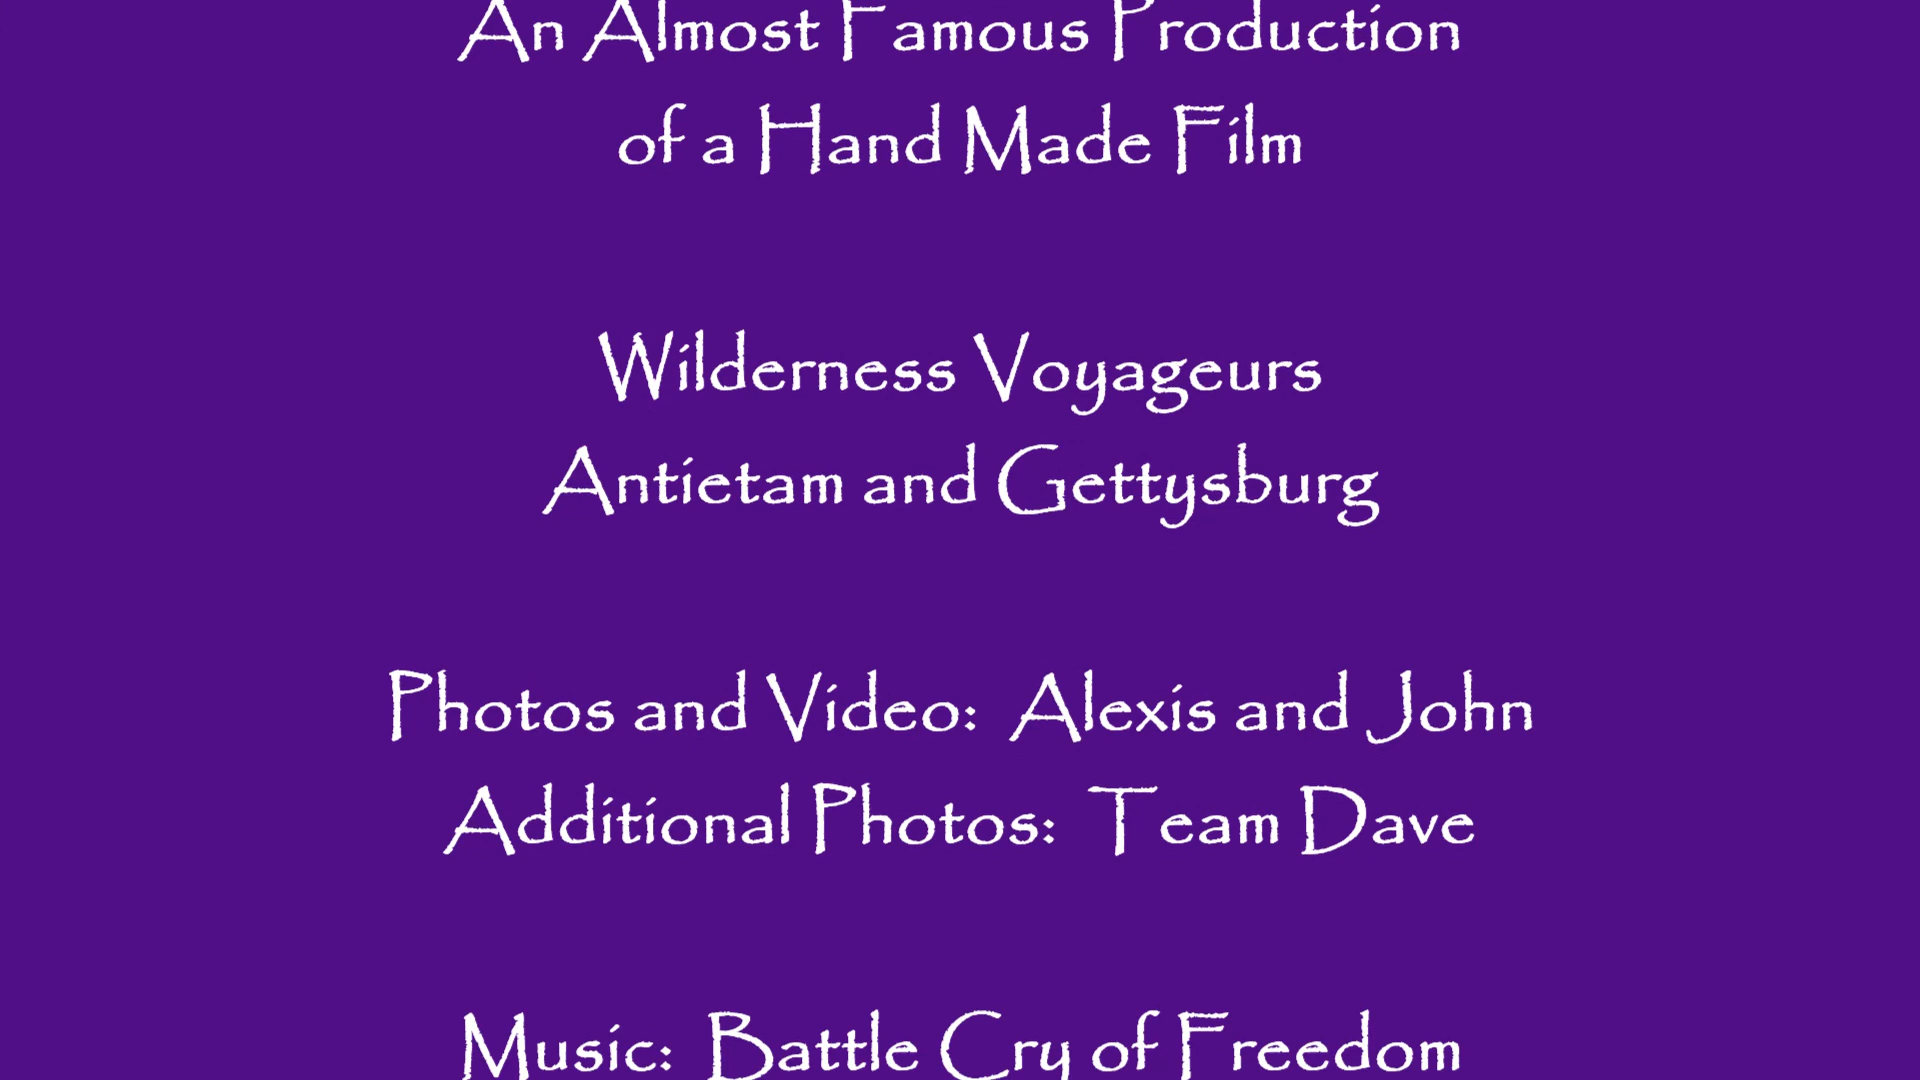 An Almost Famous Production
of a Hand Made Film
Wilderness Voyageurs
Antietam and Gettysburg
Photos and Video: Alexis and John
Additional Photos: Team Dave
Music: Battle Cry of Freedom